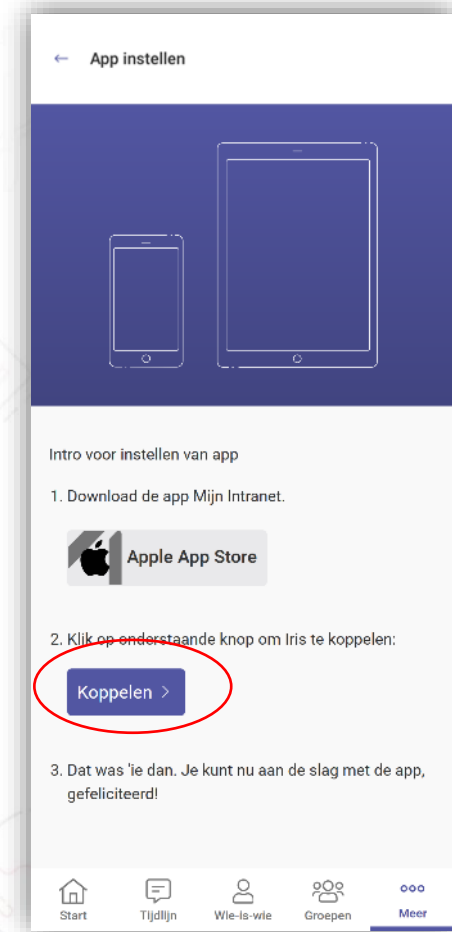 ← App instellen
Intro voor instellen van app
1. Download de app Mijn Intranet.
Apple App Store
2. Klik op onderstaande knop om Iris te koppelen:
Koppelen >
3. Dat was 'ie dan. Je kunt nu aan de slag met de app,
gefeliciteerd!
Start Tijdlijn Wie-is-wie Groepen Meer